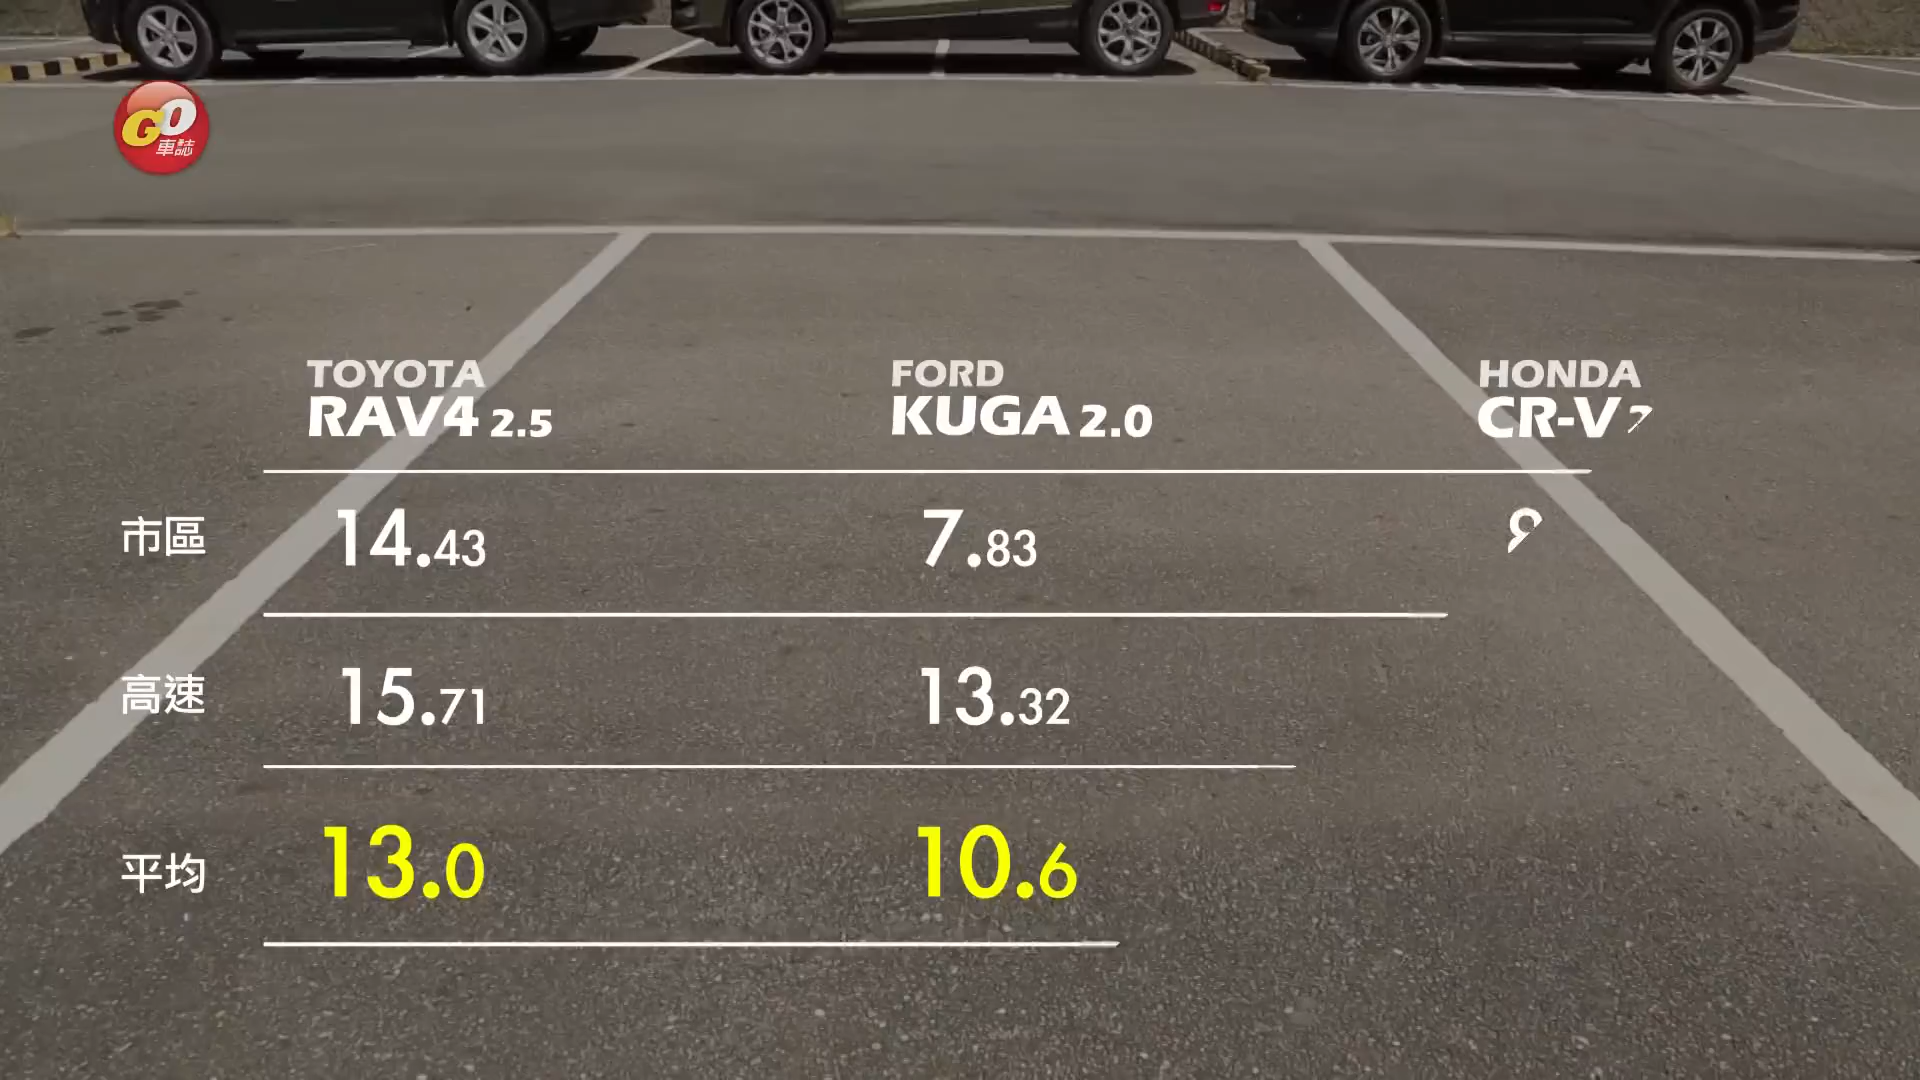 GO
車誌
TOYOTA FORD HONDA
RAV4 2.5 KUGA 2.0 CR-V
市區 14.43 7.83
高速 15.71 13.32
平均 13.0 10.6